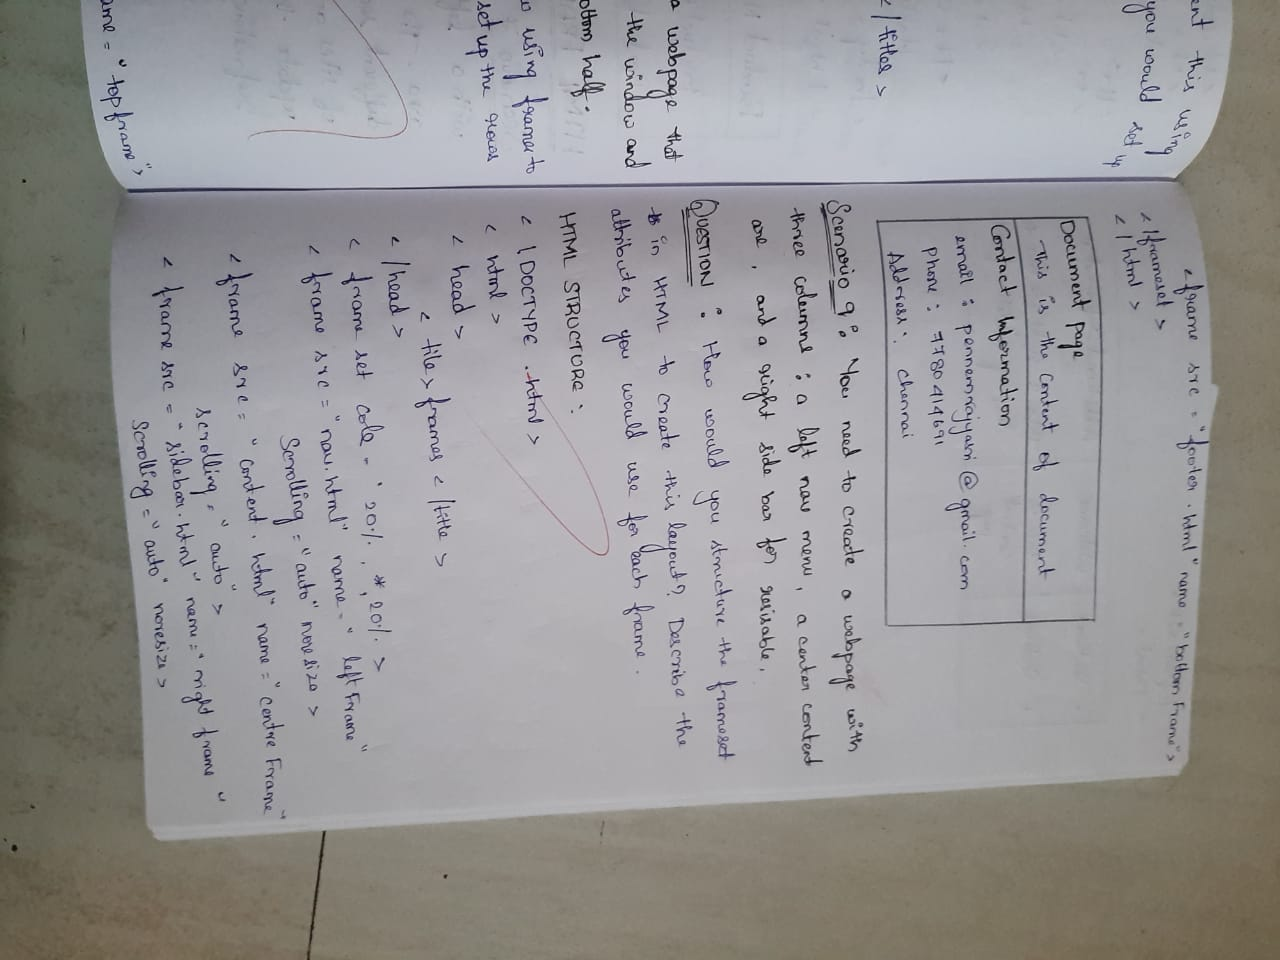 ent this using
you would set up
</title>
a webpage that
the window and
bottom half.
using frames to
set up the rows
ame = "top frame">
<frame src = "footer.html" name = "bottom Frame">
</frameset>
</html>
Document page
This is the content of document
Contact Information
email : pennemrajyasri@gmail.com
Phone : 7780414691
Address : chennai
Scenario 9 : You need to create a webpage with
three columns : a left nav menu, a center content
are, and a right side bar for
QUESTION : How would you structure the frameset
in HTML to create this layout? Describe the
attributes you would use for each frame.
HTML STRUCTURE :
<!DOCTYPE .html>
<html>
<head>
<tile> frames </title>
</head>
<frame set cols = "20%, *, 20%">
<frame src = "nav.html" name = "left Frame"
Scrolling = "auto" noresize>
<frame src = "content.html" name = "centre Frame"
scrolling = "auto">
<frame src = "sidebar.html" name = "right frame"
Scrolling = "auto" noresize>